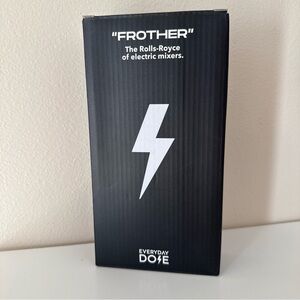 "FROTHER"
The Rolls-Royce
of electric mixers.
EVERYDAY
DOSE